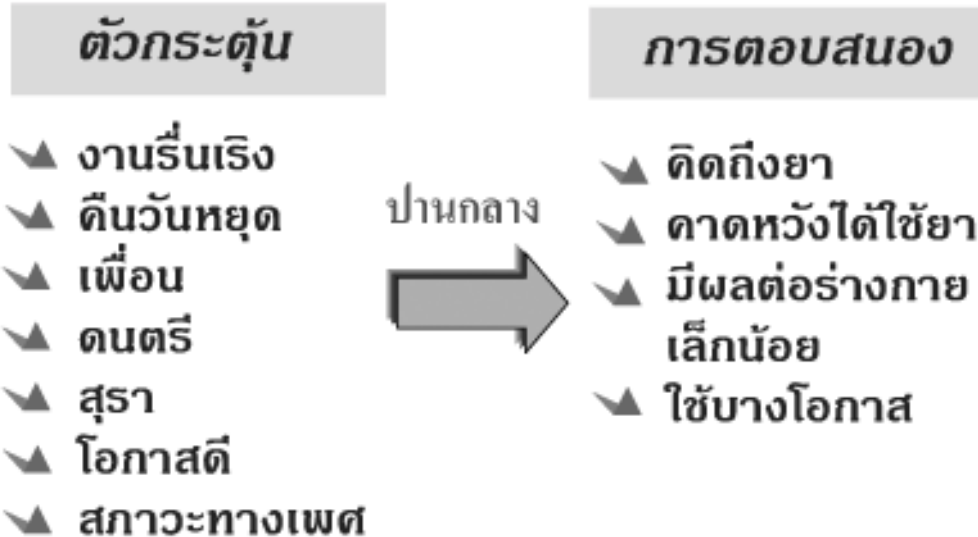 ตัวกระตุ้น
งานรื่นเริง
คืนวันหยุด
เพื่อน
ดนตรี
สุรา
โอกาสดี
สภาวะทางเพศ
ปานกลาง
การตอบสนอง
คิดถึงยา
คาดหวังได้ใช้ยา
มีผลต่อร่างกาย
เล็กน้อย
ใช้บางโอกาส